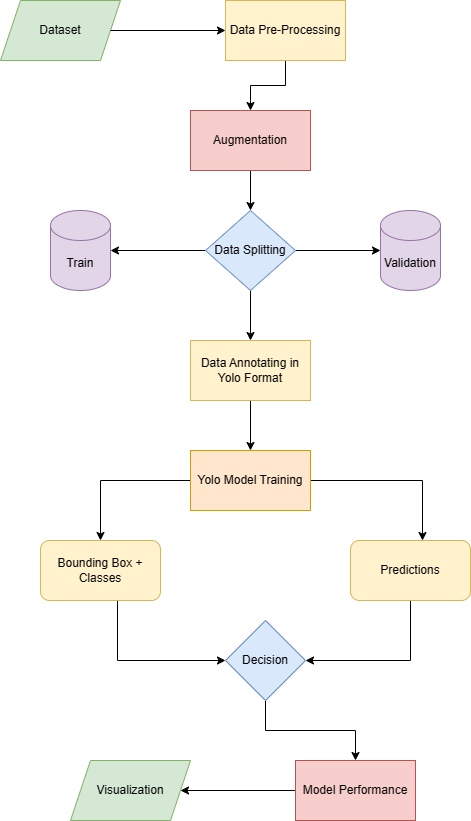 Dataset
Data Pre-Processing
Augmentation
Train
Data Splitting
Validation
Data Annotating in
Yolo Format
Yolo Model Training
Bounding Box +
Classes
Predictions
Decision
Visualization
Model Performance